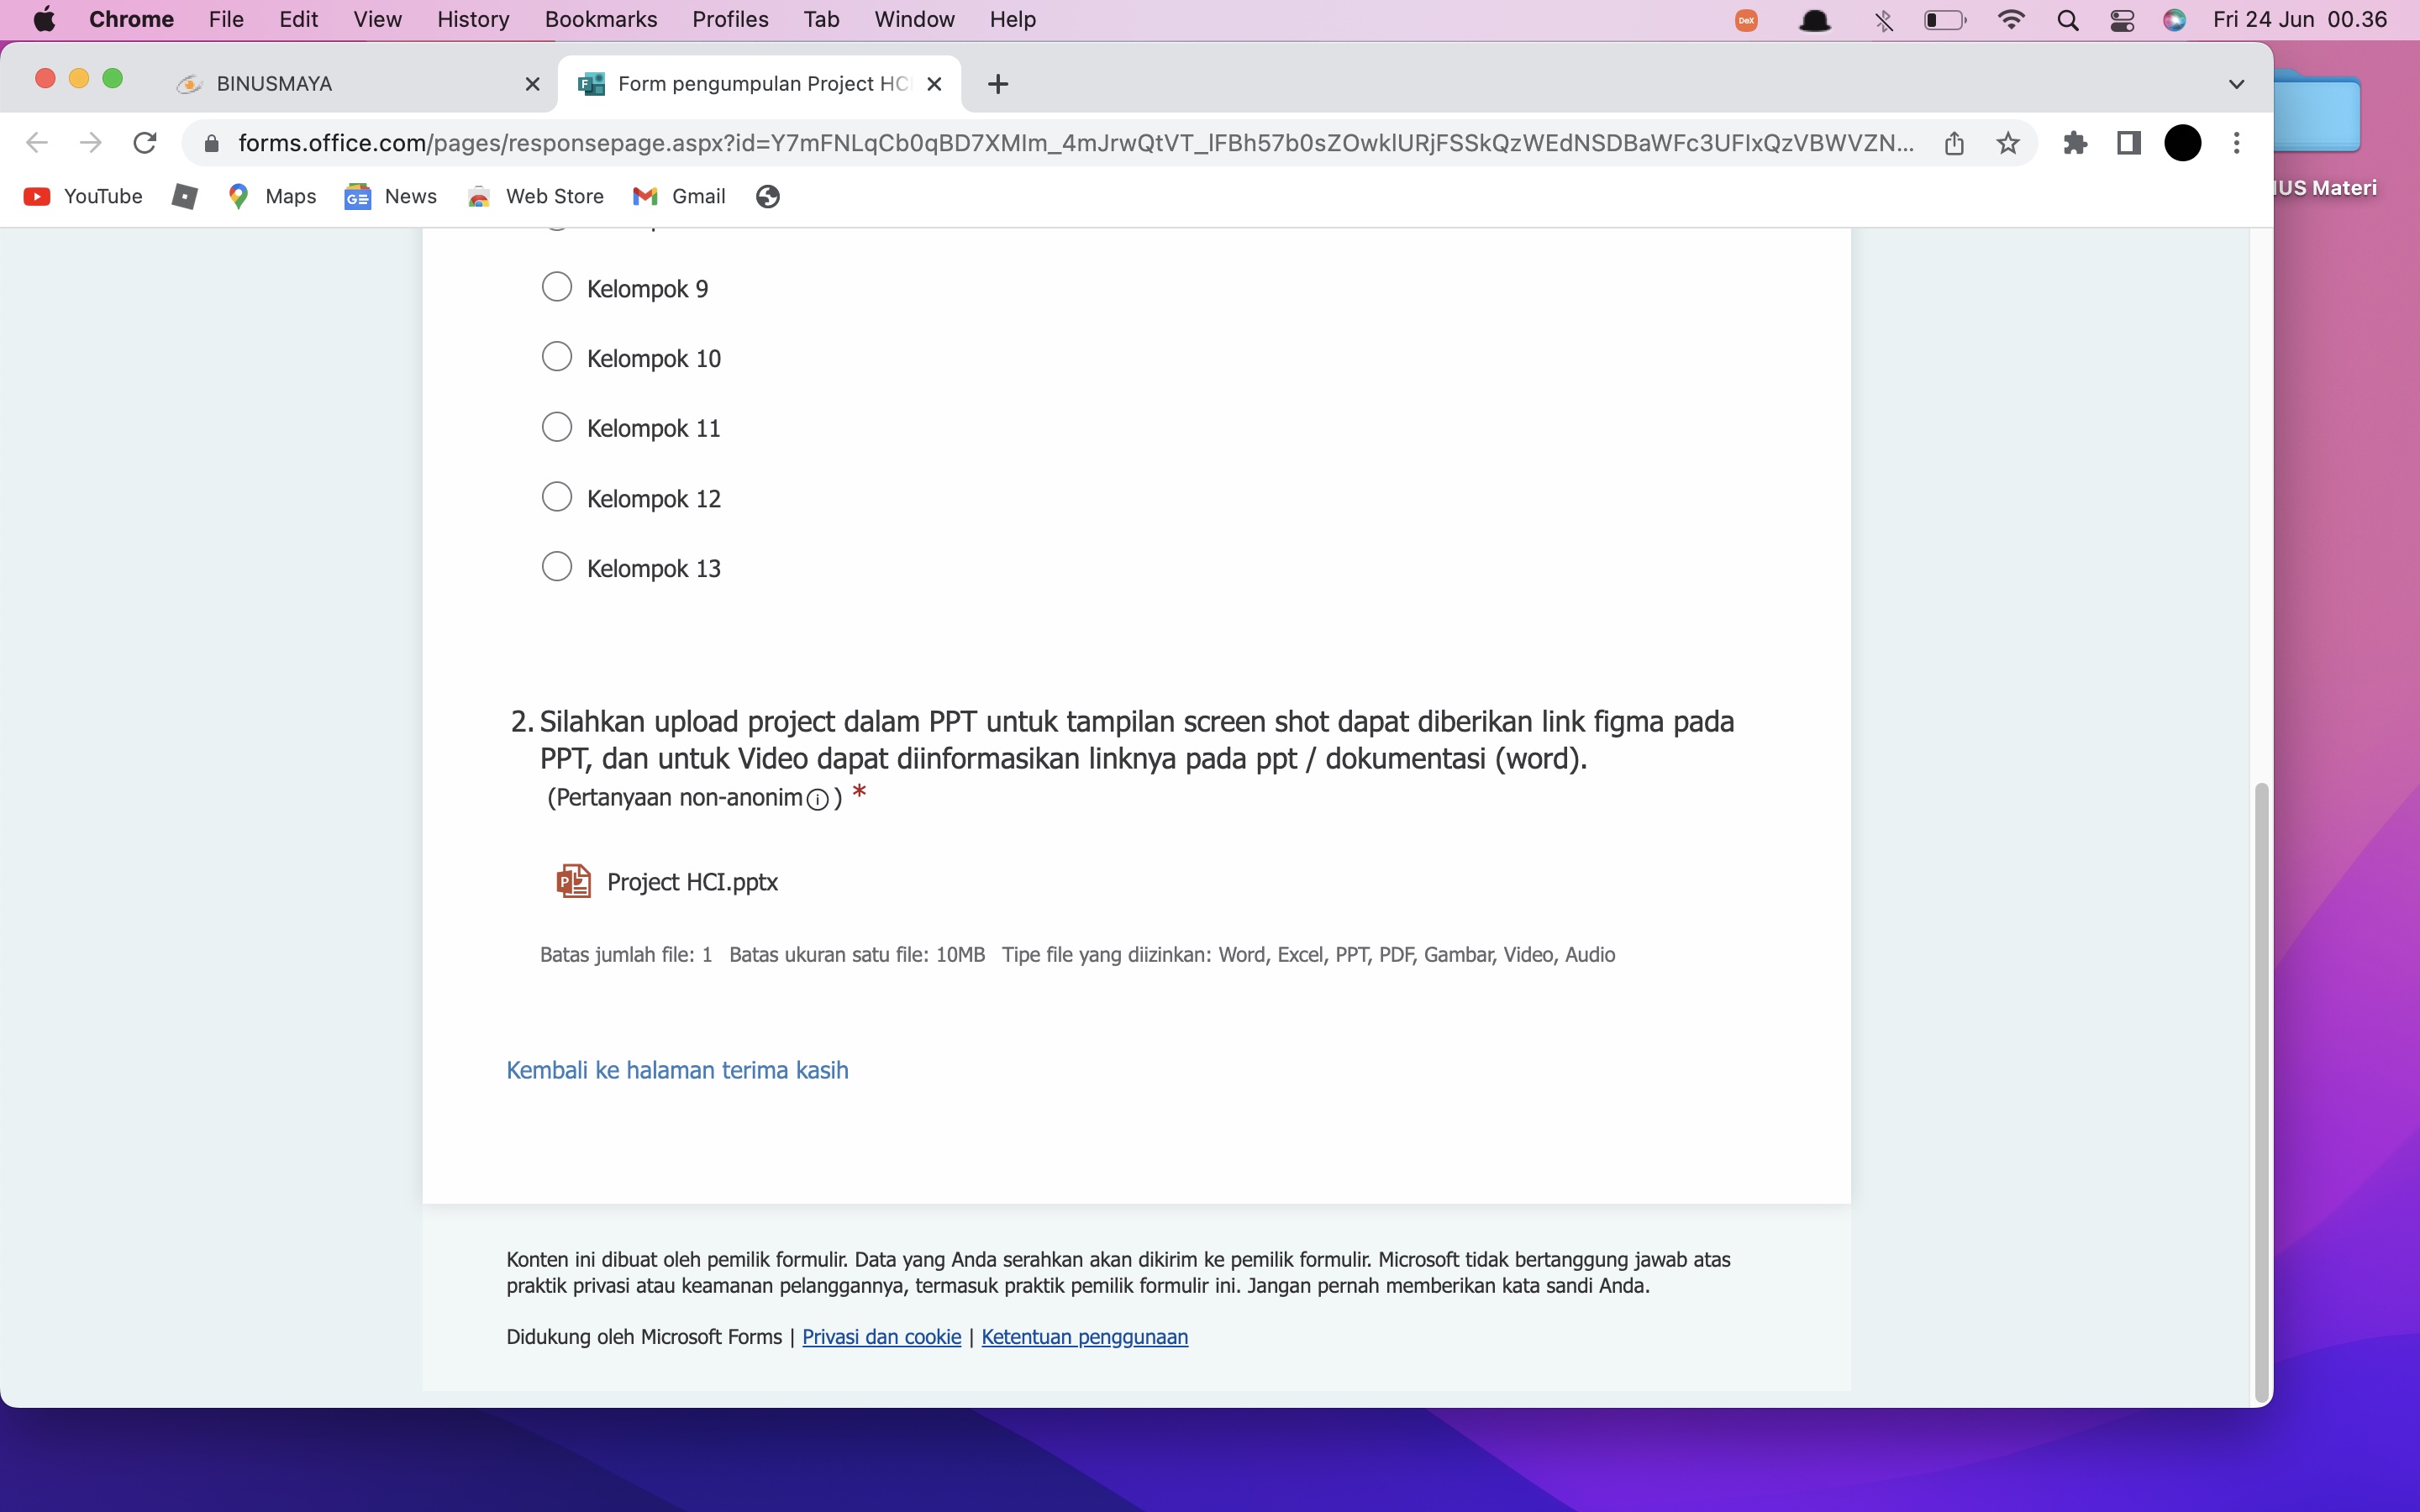 Chrome File Edit View History Bookmarks Profiles Tab Window Help DeX Fri 24 Jun 00.36
BINUSMAYA
Form pengumpulan Project HC
forms.office.com/pages/responsepage.aspx?id=Y7mFNLqCb0qBD7XMIm_4mJrwQtVT_lFBh57b0sZOwklURjFSSkQzWEdNSDBaWFc3UFIxQzVBWVZN...
YouTube Maps GE News Web Store Gmail
US Materi
Kelompok 9
Kelompok 10
Kelompok 11
Kelompok 12
Kelompok 13
2. Silahkan upload project dalam PPT untuk tampilan screen shot dapat diberikan link figma pada
PPT, dan untuk Video dapat diinformasikan linknya pada ppt / dokumentasi (word).
(Pertanyaan non-anonim) *
Project HCI.pptx
Batas jumlah file: 1 Batas ukuran satu file: 10MB Tipe file yang diizinkan: Word, Excel, PPT, PDF, Gambar, Video, Audio
Kembali ke halaman terima kasih
Konten ini dibuat oleh pemilik formulir. Data yang Anda serahkan akan dikirim ke pemilik formulir. Microsoft tidak bertanggung jawab atas
praktik privasi atau keamanan pelanggannya, termasuk praktik pemilik formulir ini. Jangan pernah memberikan kata sandi Anda.
Didukung oleh Microsoft Forms | Privasi dan cookie | Ketentuan penggunaan